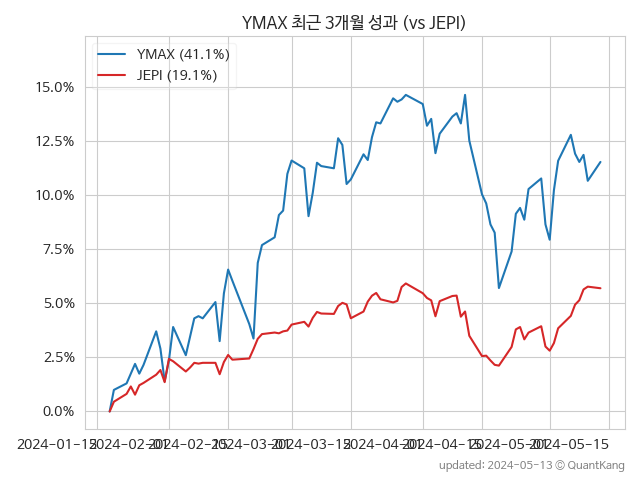 YMAX 최근 3개월 성과 (vs JEPI)
YMAX (41.1%)
JEPI (19.1%)
15.0%
12.5%
10.0%
7.5%
5.0%
2.5%
0.0%
2024-01-15 2024-02-01 2024-02-15 2024-03-01 2024-03-15 2024-04-01 2024-04-15 2024-05-01 2024-05-15
updated: 2024-05-13 ⓒ QuantKang